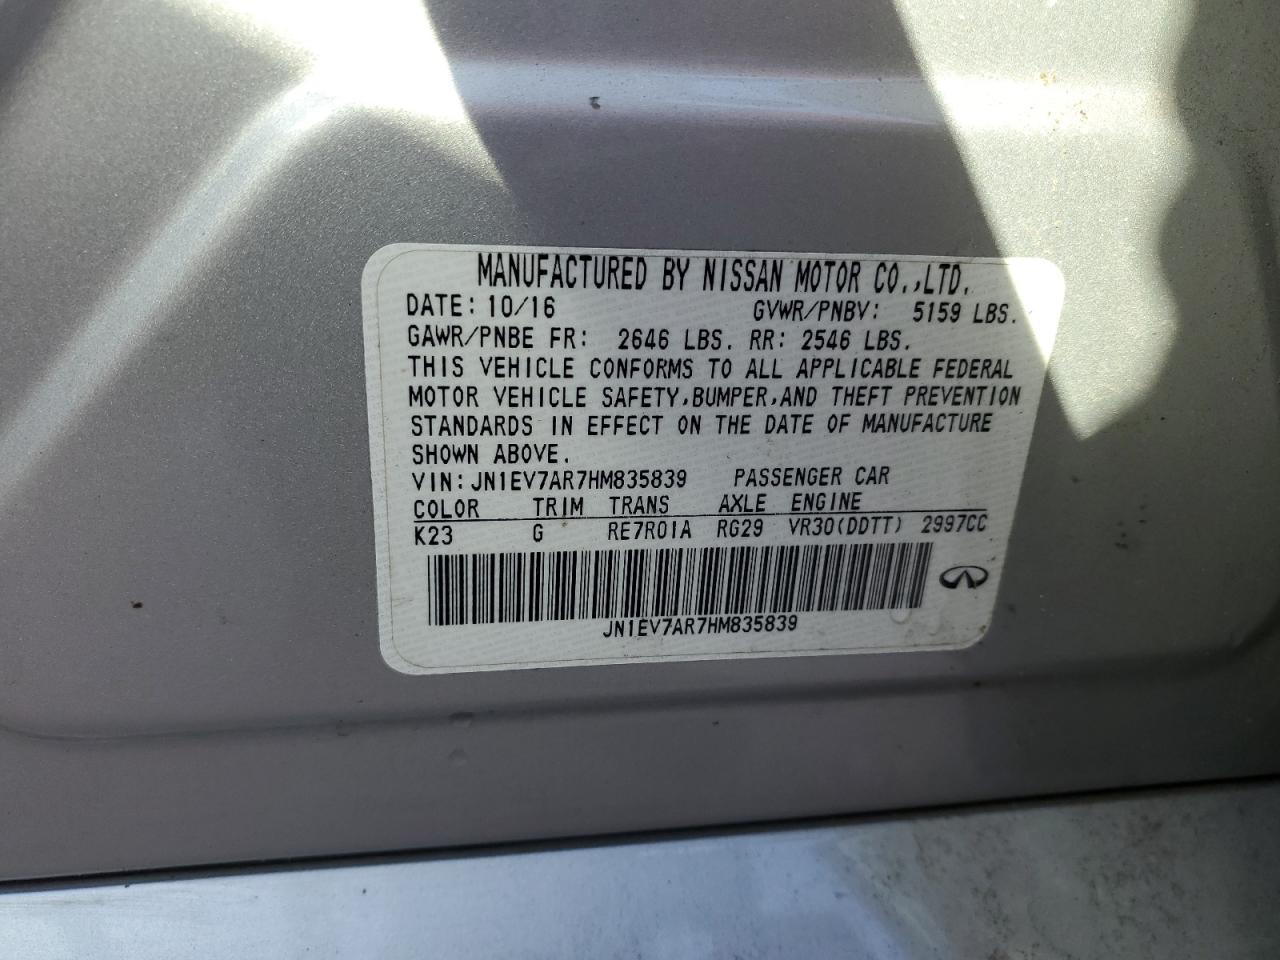 MANUFACTURED BY NISSAN MOTOR CO.,LTD.
DATE: 10/16 GVWR/PNBV: 5159 LBS.
GAWR/PNBE FR: 2646 LBS. RR: 2546 LBS.
THIS VEHICLE CONFORMS TO ALL APPLICABLE FEDERAL
MOTOR VEHICLE SAFETY,BUMPER,AND THEFT PREVENTION
STANDARDS IN EFFECT ON THE DATE OF MANUFACTURE
SHOWN ABOVE.
VIN: JN1EV7AR7HM835839 PASSENGER CAR
COLOR TRIM TRANS AXLE ENGINE
K23 G RE7R01A RG29 VR30(DDTT) 2997CC
JN1EV7AR7HM835839